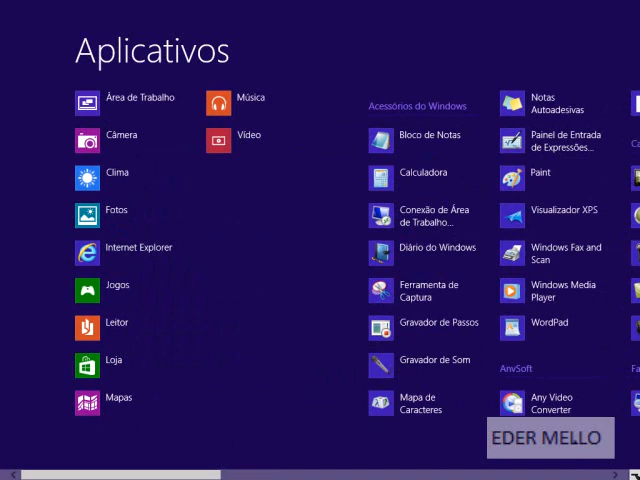 Aplicativos
Área de Trabalho
Câmera
Clima
Fotos
Internet Explorer
Jogos
Leitor
Loja
Mapas
Música
Vídeo
Acessórios do Windows
Bloco de Notas
Calculadora
Conexão de Área
de Trabalho...
Diário do Windows
Ferramenta de
Captura
Gravador de Passos
Gravador de Som
Mapa de
Caracteres
Notas
Autoadesivas
Painel de Entrada
de Expressões...
Paint
Visualizador XPS
Windows Fax and
Scan
Windows Media
Player
WordPad
AnvSoft
Any Video
Converter
EDER MELLO